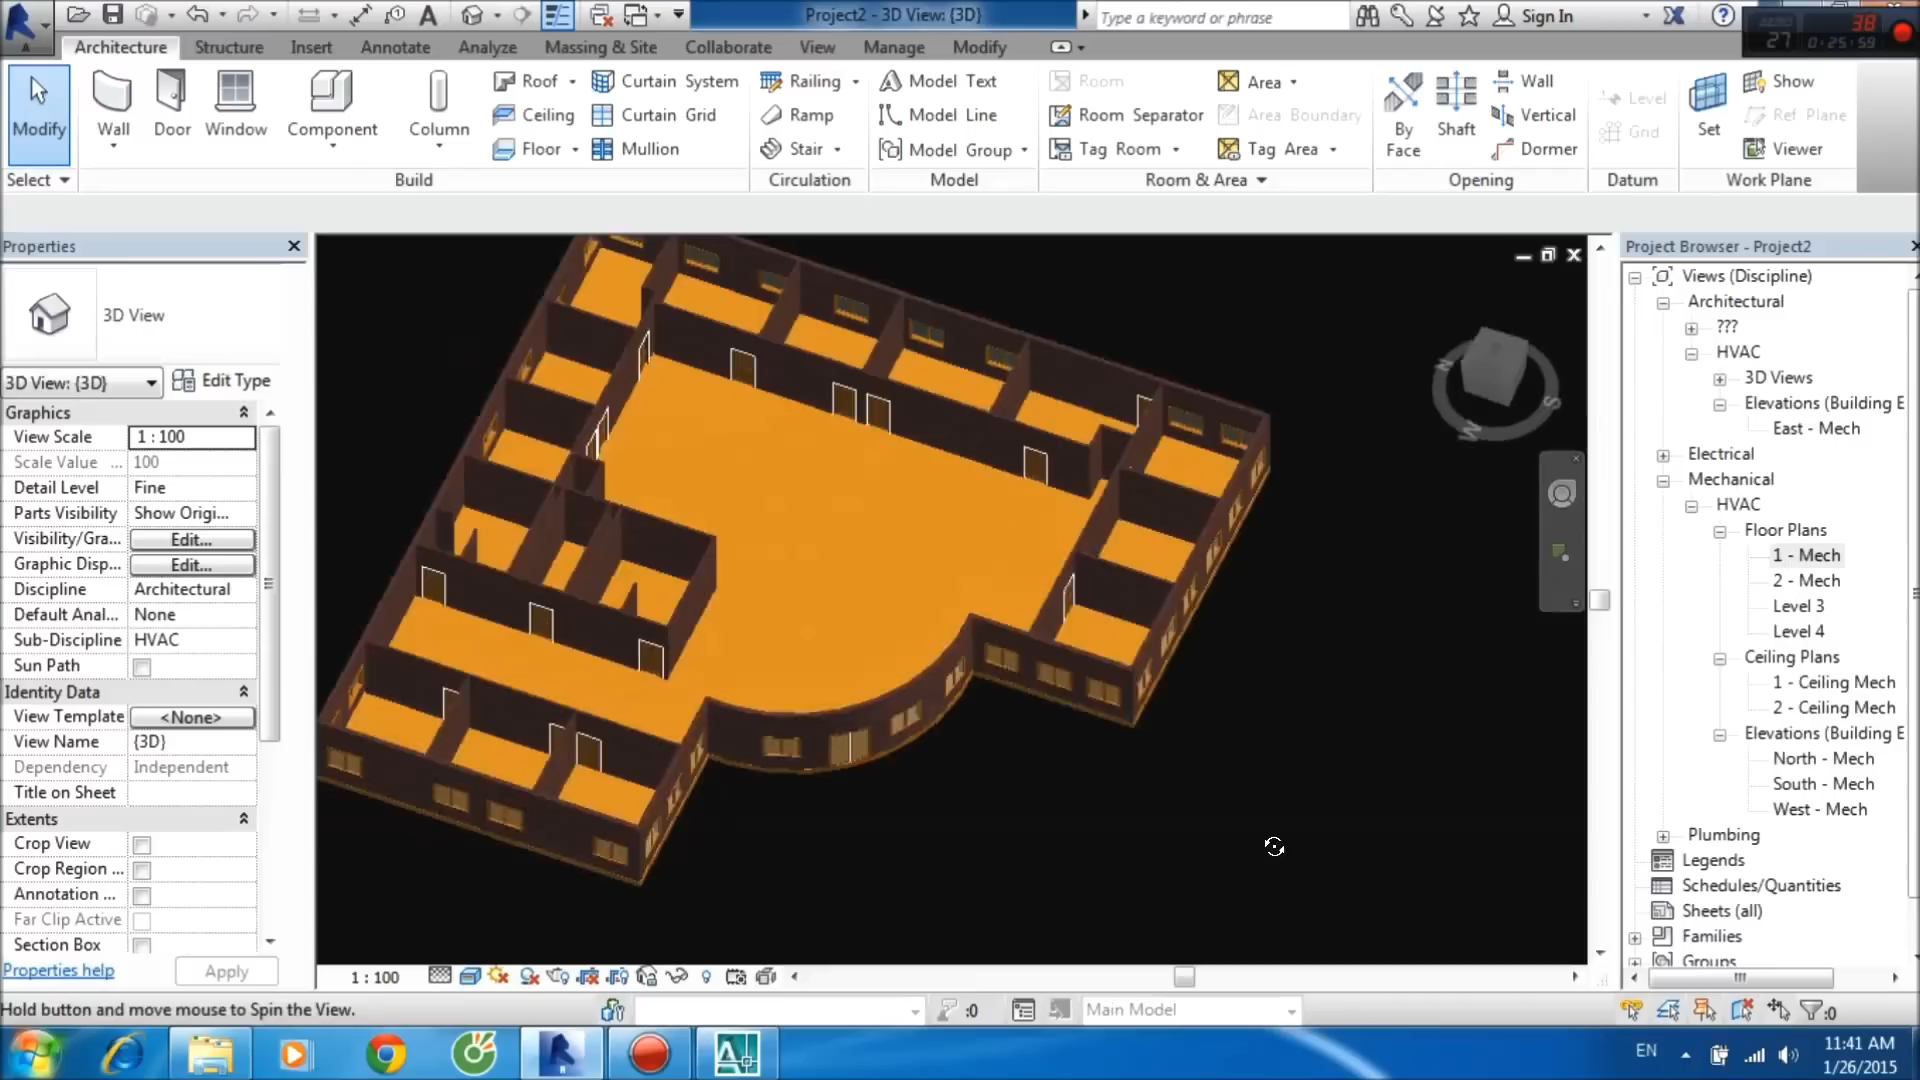 Project2 - 3D View: {3D}
Type a keyword or phrase
Sign In
38
27
0:25:59
Architecture
Structure
Insert
Annotate
Analyze
Massing & Site
Collaborate
View
Manage
Modify
Modify
Wall
Door
Window
Component
Column
Roof
Ceiling
Floor
Curtain System
Curtain Grid
Mullion
Railing
Ramp
Stair
Model Text
Model Line
Model Group
Room
Room Separator
Tag Room
Area
Area Boundary
Tag Area
By Face
Shaft
Wall
Vertical
Dormer
Level
Grid
Set
Show
Ref Plane
Viewer
Select
Build
Circulation
Model
Room & Area
Opening
Datum
Work Plane
Properties
3D View
3D View: {3D}
Edit Type
Graphics
View Scale 1 : 100
Scale Value ... 100
Detail Level Fine
Parts Visibility Show Origi...
Visibility/Gra... Edit...
Graphic Disp... Edit...
Discipline Architectural
Default Anal... None
Sub-Discipline HVAC
Sun Path
Identity Data
View Template <None>
View Name {3D}
Dependency Independent
Title on Sheet
Extents
Crop View
Crop Region ...
Annotation ...
Far Clip Active
Section Box
Properties help
Apply
N
S
W
Project Browser - Project2
Views (Discipline)
Architectural
???
HVAC
3D Views
Elevations (Building E
East - Mech
Electrical
Mechanical
HVAC
Floor Plans
1 - Mech
2 - Mech
Level 3
Level 4
Ceiling Plans
1 - Ceiling Mech
2 - Ceiling Mech
Elevations (Building E
North - Mech
South - Mech
West - Mech
Plumbing
Legends
Schedules/Quantities
Sheets (all)
Families
Groups
1 : 100
Hold button and move mouse to Spin the View.
:0
Main Model
:0
EN
11:41 AM
1/26/2015